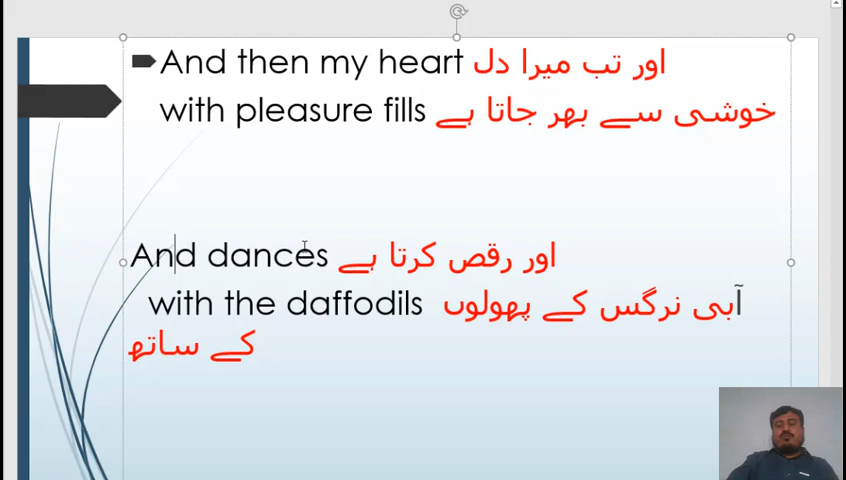 And then my heart اور تب میرا دل
with pleasure fills خوشی سے بھر جاتا ہے
And dances اور رقص کرتا ہے
with the daffodils آبی نرگس کے پھولوں
کے ساتھ